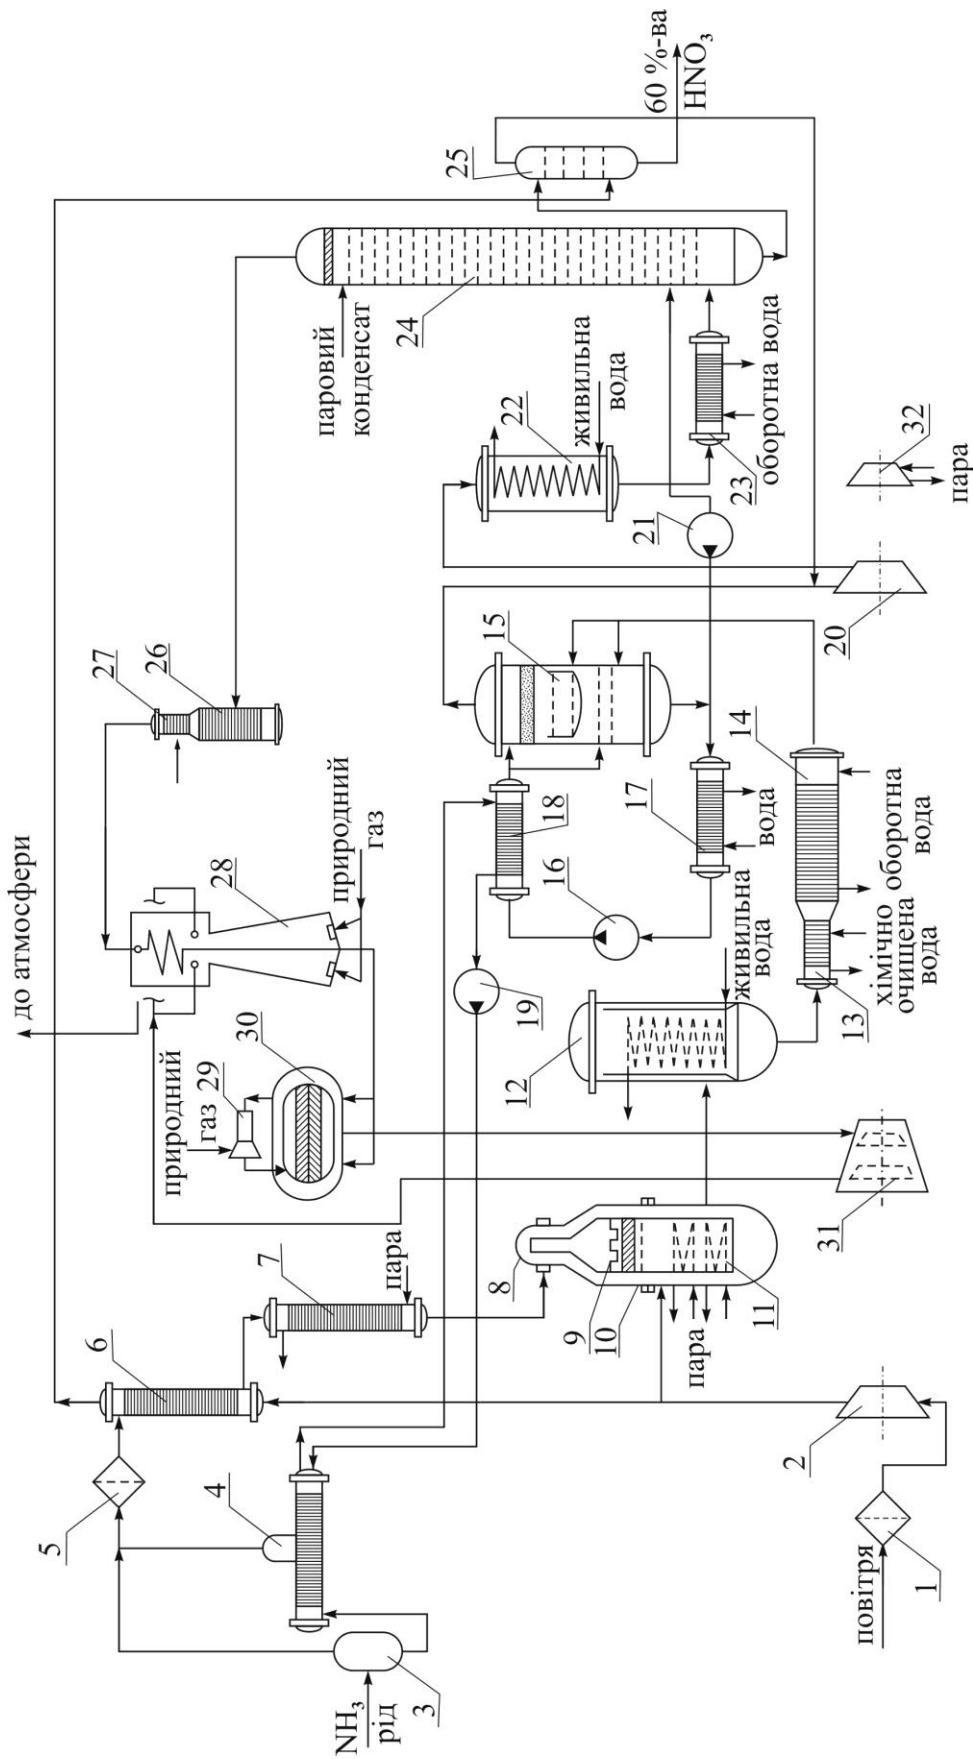 до атмосфери
5
6
27
природний
газ
26
29
4
28
30
7
природний
газ
паровий
конденсат
24
NH₃
рід
3
пара
25
15
8
12
19
22
16
18
9
10
живильна
вода
17
21
60 %-ва
HNO₃
пара
живильна
вода
14
23
11
вода
оборотна вода
2
31
20
13
повітря
1
хімічно
очищена
вода
оборотна
вода
32
пара